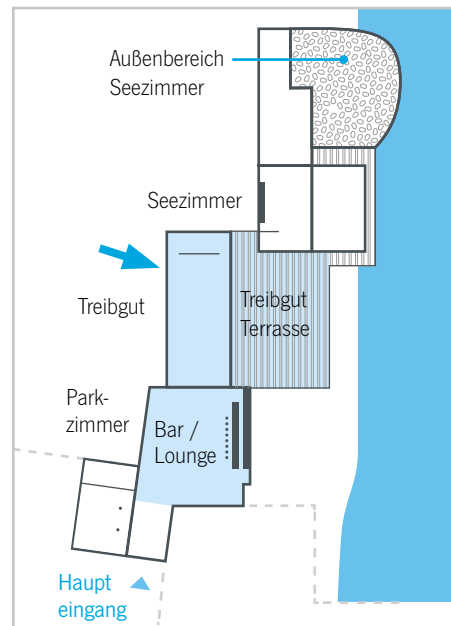 Außenbereich
Seezimmer
Seezimmer
Treibgut
Treibgut
Terrasse
Park-
zimmer
Bar /
Lounge
Haupt
eingang